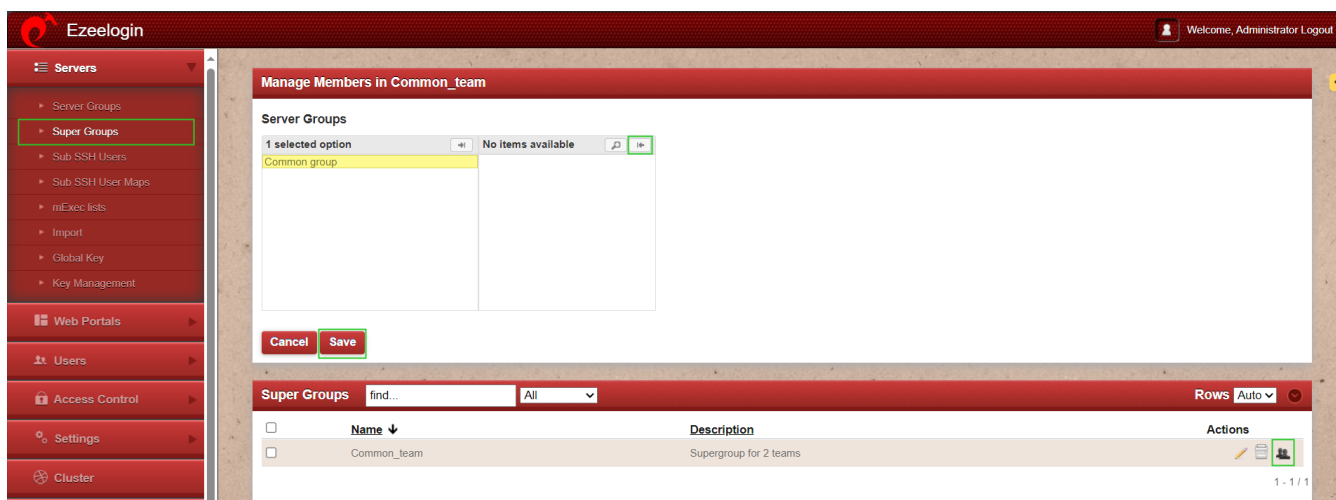 Ezeelogin
Welcome, Administrator Logout
Servers
Server Groups
Super Groups
Sub SSH Users
Sub SSH User Maps
mExec lists
Import
Global Key
Key Management
Web Portals
Users
Access Control
Settings
Cluster
Manage Members in Common_team
Server Groups
1 selected option No items available
Common group
Cancel Save
Super Groups find... All Rows Auto
Name Description Actions
Common_team Supergroup for 2 teams
1 - 1 / 1